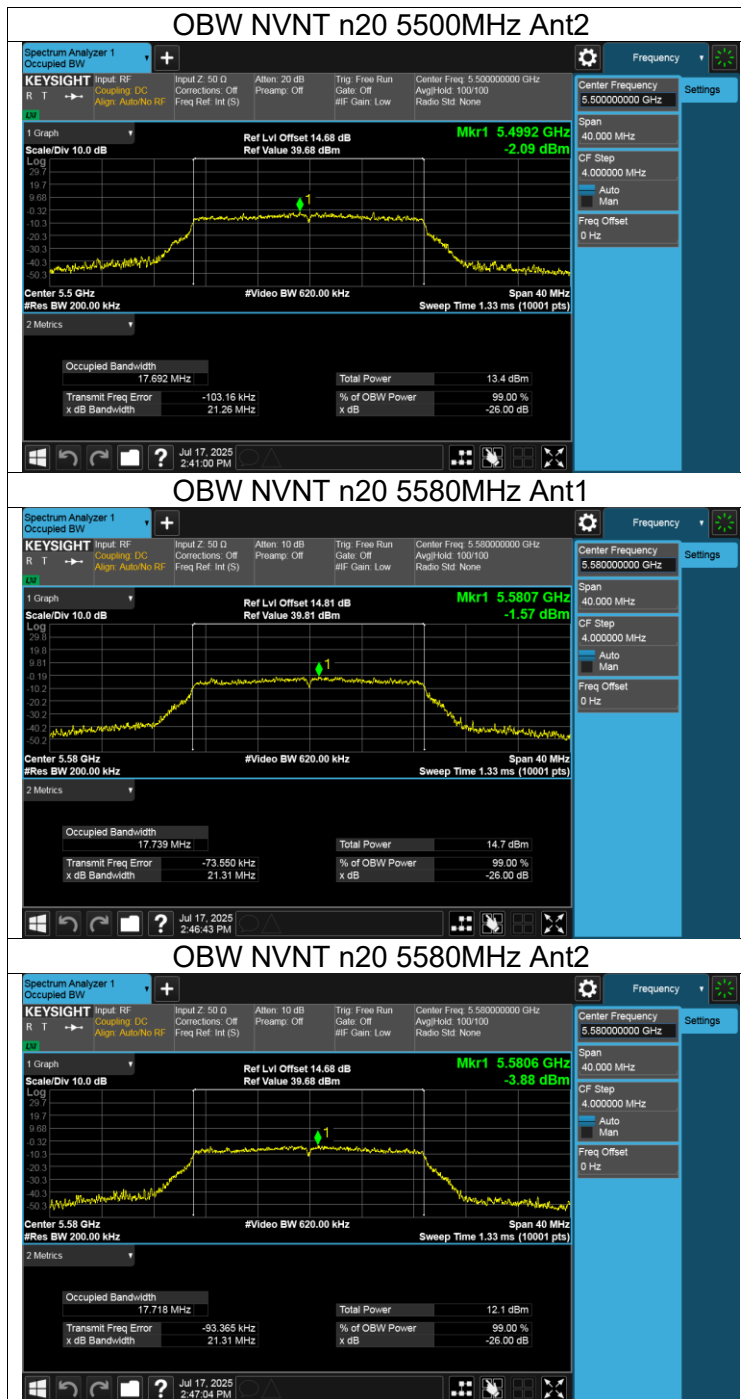 OBW NVNT n20 5500MHz Ant2
Spectrum Analyzer 1
Occupied BW
Frequency
KEYSIGHT Input: RF Input Z: 50 Ω Atten: 20 dB Trig: Free Run Center Freq: 5.500000000 GHz
R T Coupling: DC Corrections: Off Preamp: Off Gate: Off Avg|Hold: 100/100
Align: Auto/No RF Freq Ref: Int (S) #IF Gain: Low Radio Std: None
LXI
Center Frequency
5.500000000 GHz
Settings
Span
40.000 MHz
CF Step
4.000000 MHz
Auto
Man
Freq Offset
0 Hz
1 Graph Ref Lvl Offset 14.68 dB Mkr1 5.4992 GHz
Scale/Div 10.0 dB Ref Value 39.68 dBm -2.09 dBm
Log
29.7
19.7
9.68
-0.32
-10.3
-20.3
-30.3
-40.3
-50.3
1
Center 5.5 GHz #Video BW 620.00 kHz Span 40 MHz
#Res BW 200.00 kHz Sweep Time 1.33 ms (10001 pts)
2 Metrics
Occupied Bandwidth
17.692 MHz Total Power 13.4 dBm
Transmit Freq Error -103.16 kHz % of OBW Power 99.00 %
x dB Bandwidth 21.26 MHz x dB -26.00 dB
? Jul 17, 2025
2:41:00 PM
OBW NVNT n20 5580MHz Ant1
Spectrum Analyzer 1
Occupied BW
Frequency
KEYSIGHT Input: RF Input Z: 50 Ω Atten: 10 dB Trig: Free Run Center Freq: 5.580000000 GHz
R T Coupling: DC Corrections: Off Preamp: Off Gate: Off Avg|Hold: 100/100
Align: Auto/No RF Freq Ref: Int (S) #IF Gain: Low Radio Std: None
LXI
Center Frequency
5.580000000 GHz
Settings
Span
40.000 MHz
CF Step
4.000000 MHz
Auto
Man
Freq Offset
0 Hz
1 Graph Ref Lvl Offset 14.81 dB Mkr1 5.5807 GHz
Scale/Div 10.0 dB Ref Value 39.81 dBm -1.57 dBm
Log
29.8
19.8
9.81
-0.19
-10.2
-20.2
-30.2
-40.2
-50.2
1
Center 5.58 GHz #Video BW 620.00 kHz Span 40 MHz
#Res BW 200.00 kHz Sweep Time 1.33 ms (10001 pts)
2 Metrics
Occupied Bandwidth
17.739 MHz Total Power 14.7 dBm
Transmit Freq Error -73.550 kHz % of OBW Power 99.00 %
x dB Bandwidth 21.31 MHz x dB -26.00 dB
? Jul 17, 2025
2:46:43 PM
OBW NVNT n20 5580MHz Ant2
Spectrum Analyzer 1
Occupied BW
Frequency
KEYSIGHT Input: RF Input Z: 50 Ω Atten: 10 dB Trig: Free Run Center Freq: 5.580000000 GHz
R T Coupling: DC Corrections: Off Preamp: Off Gate: Off Avg|Hold: 100/100
Align: Auto/No RF Freq Ref: Int (S) #IF Gain: Low Radio Std: None
LXI
Center Frequency
5.580000000 GHz
Settings
Span
40.000 MHz
CF Step
4.000000 MHz
Auto
Man
Freq Offset
0 Hz
1 Graph Ref Lvl Offset 14.68 dB Mkr1 5.5806 GHz
Scale/Div 10.0 dB Ref Value 39.68 dBm -3.88 dBm
Log
29.7
19.7
9.68
-0.32
-10.3
-20.3
-30.3
-40.3
-50.3
1
Center 5.58 GHz #Video BW 620.00 kHz Span 40 MHz
#Res BW 200.00 kHz Sweep Time 1.33 ms (10001 pts)
2 Metrics
Occupied Bandwidth
17.718 MHz Total Power 12.1 dBm
Transmit Freq Error -93.365 kHz % of OBW Power 99.00 %
x dB Bandwidth 21.31 MHz x dB -26.00 dB
? Jul 17, 2025
2:47:04 PM